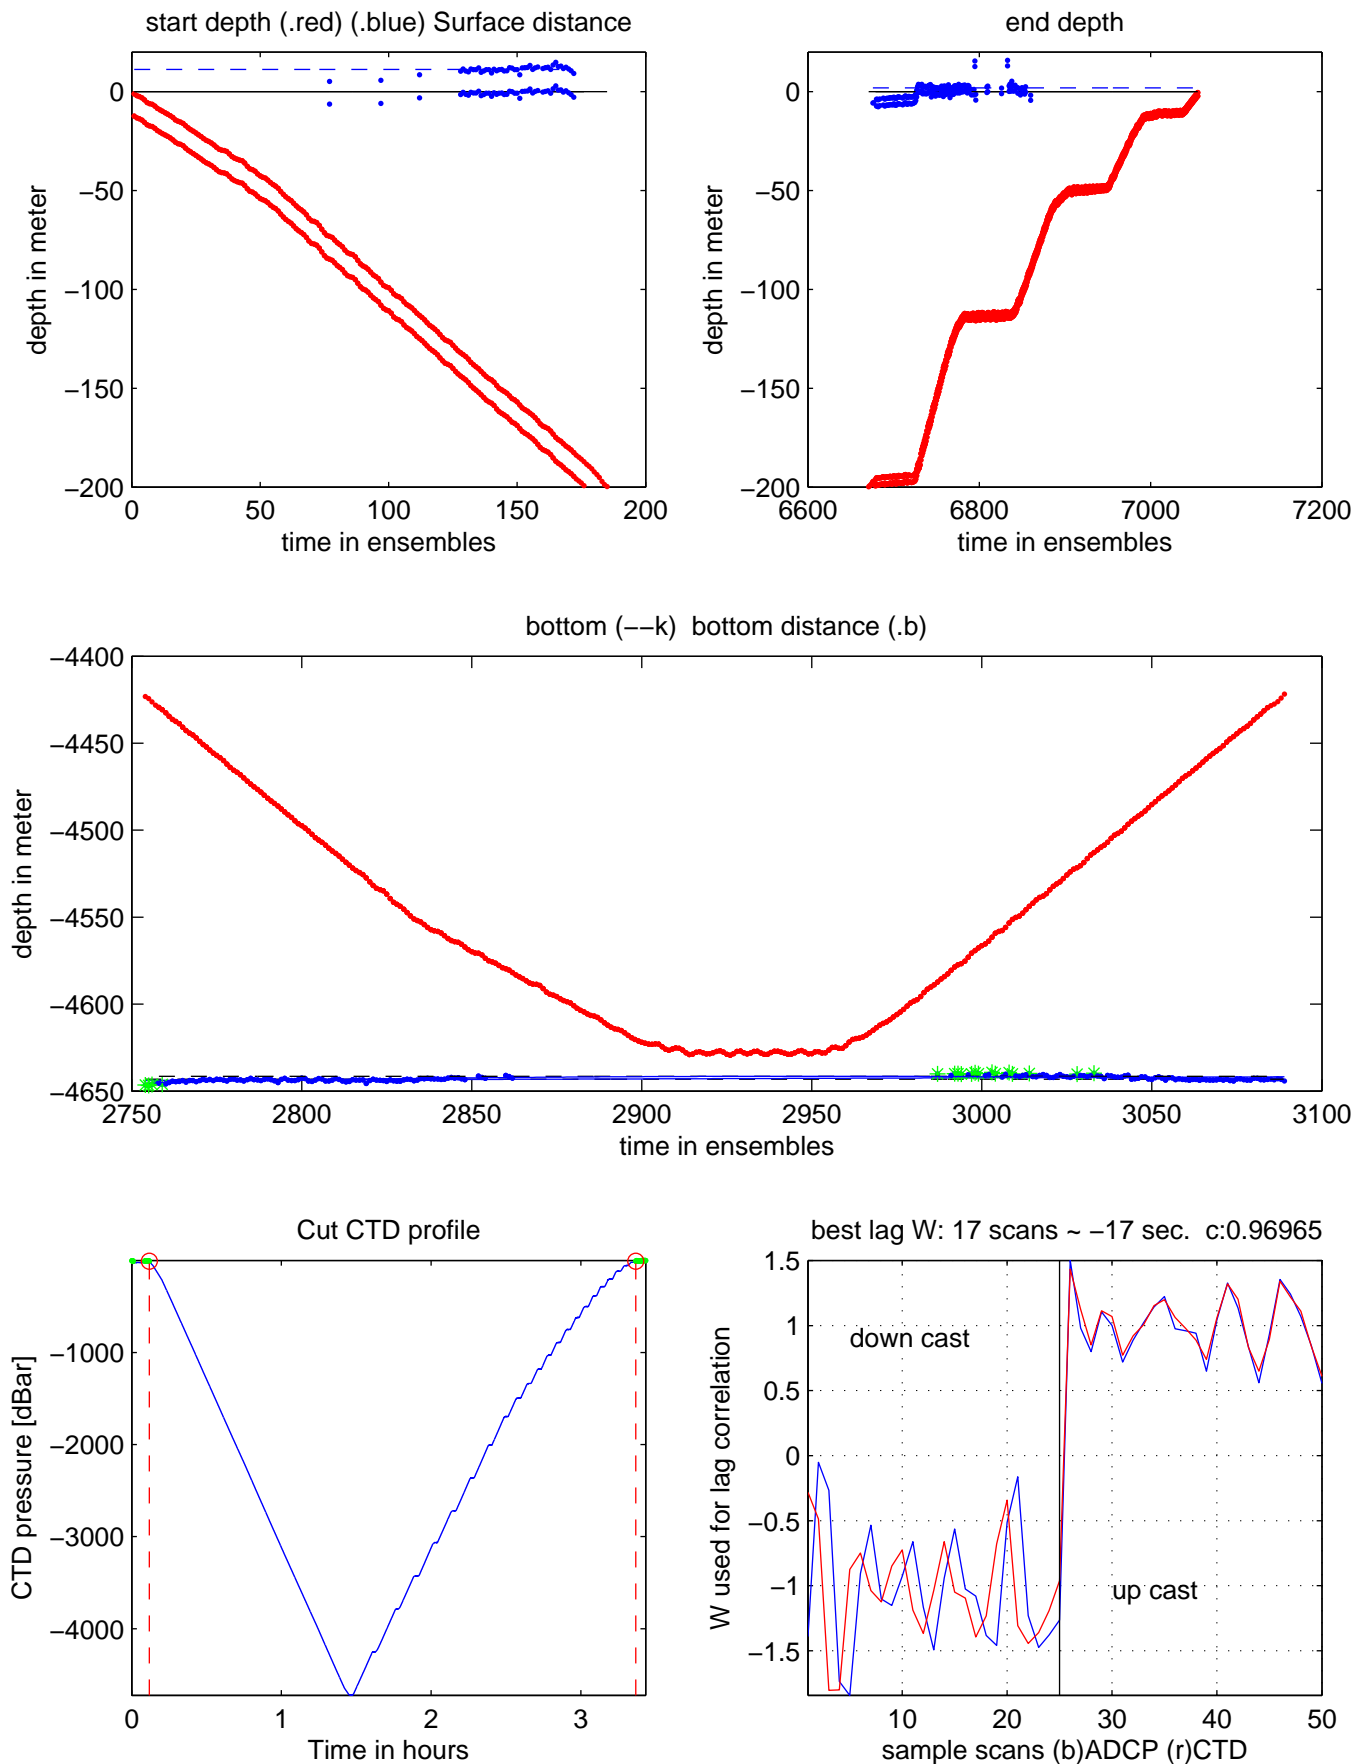 start depth (.red) (.blue) Surface distance
end depth
0
−50
−100
−150
−200
depth in meter
0 50 100 150 200
time in ensembles
0
−50
−100
−150
−200
depth in meter
6600 6800 7000 7200
time in ensembles
bottom (−−k)  bottom distance (.b)
−4400
−4450
−4500
−4550
−4600
−4650
depth in meter
2750 2800 2850 2900 2950 3000 3050 3100
time in ensembles
Cut CTD profile
−1000
−2000
−3000
−4000
CTD pressure [dBar]
0 1 2 3
Time in hours
best lag W: 17 scans ~ −17 sec.  c:0.96965
1.5
1
0.5
0
−0.5
−1
−1.5
W used for lag correlation
down cast
up cast
10 20 30 40 50
sample scans (b)ADCP (r)CTD